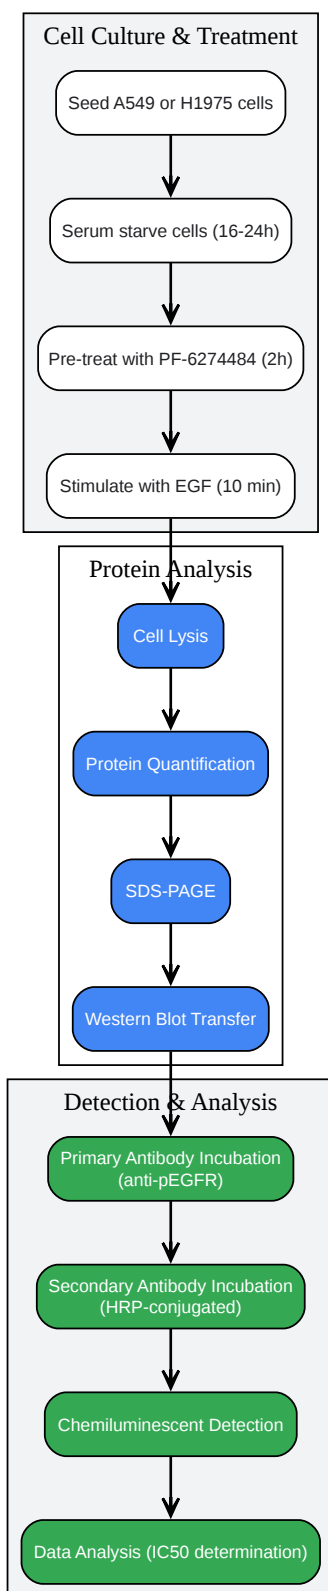 Cell Culture & Treatment
Seed A549 or H1975 cells
Serum starve cells (16-24h)
Pre-treat with PF-6274484 (2h)
Stimulate with EGF (10 min)
Protein Analysis
Cell Lysis
Protein Quantification
SDS-PAGE
Western Blot Transfer
Detection & Analysis
Primary Antibody Incubation
(anti-pEGFR)
Secondary Antibody Incubation
(HRP-conjugated)
Chemiluminescent Detection
Data Analysis (IC50 determination)